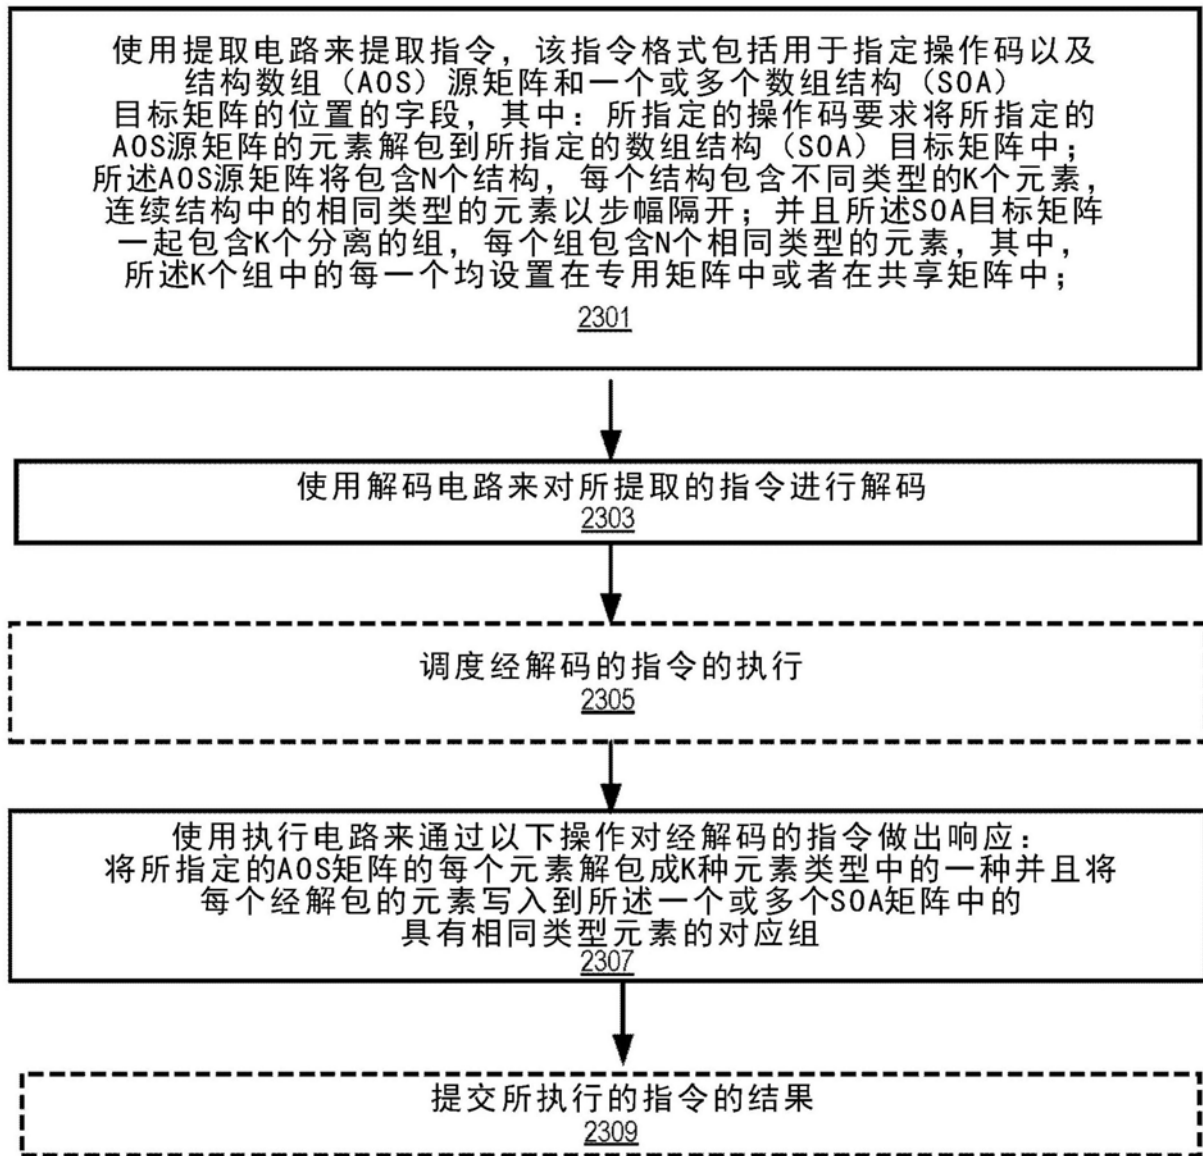 使用提取电路来提取指令，该指令格式包括用于指定操作码以及
结构数组（AOS）源矩阵和一个或多个数组结构（SOA）
目标矩阵的位置的字段，其中：所指定的操作码要求将所指定的
AOS源矩阵的元素解包到所指定的数组结构（SOA）目标矩阵中；
所述AOS源矩阵将包含N个结构，每个结构包含不同类型的K个元素，
连续结构中的相同类型的元素以步幅隔开；并且所述SOA目标矩阵
一起包含K个分离的组，每个组包含N个相同类型的元素，其中，
所述K个组中的每一个均设置在专用矩阵中或者在共享矩阵中；
2301
使用解码电路来对所提取的指令进行解码
2303
调度经解码的指令的执行
2305
使用执行电路来通过以下操作对经解码的指令做出响应：
将所指定的AOS矩阵的每个元素解包成K种元素类型中的一种并且将
每个经解包的元素写入到所述一个或多个SOA矩阵中的
具有相同类型元素的对应组
2307
提交所执行的指令的结果
2309